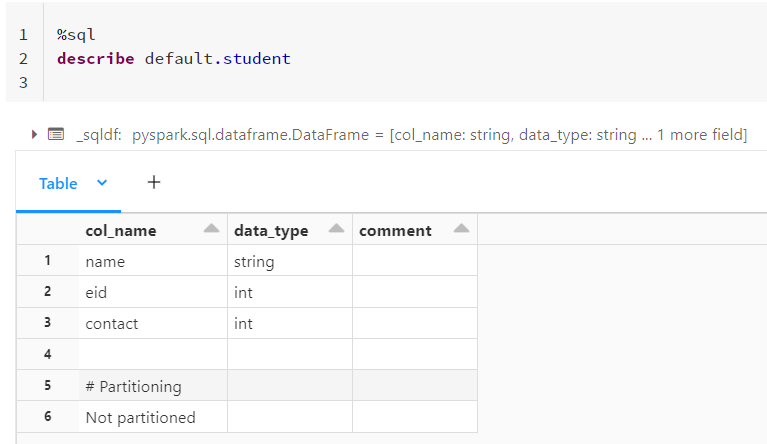 1 %sql
2 describe default.student
3
_sqldf: pyspark.sql.dataframe.DataFrame = [col_name: string, data_type: string ... 1 more field]
Table +
col_name data_type comment
1 name string
2 eid int
3 contact int
4
5 # Partitioning
6 Not partitioned